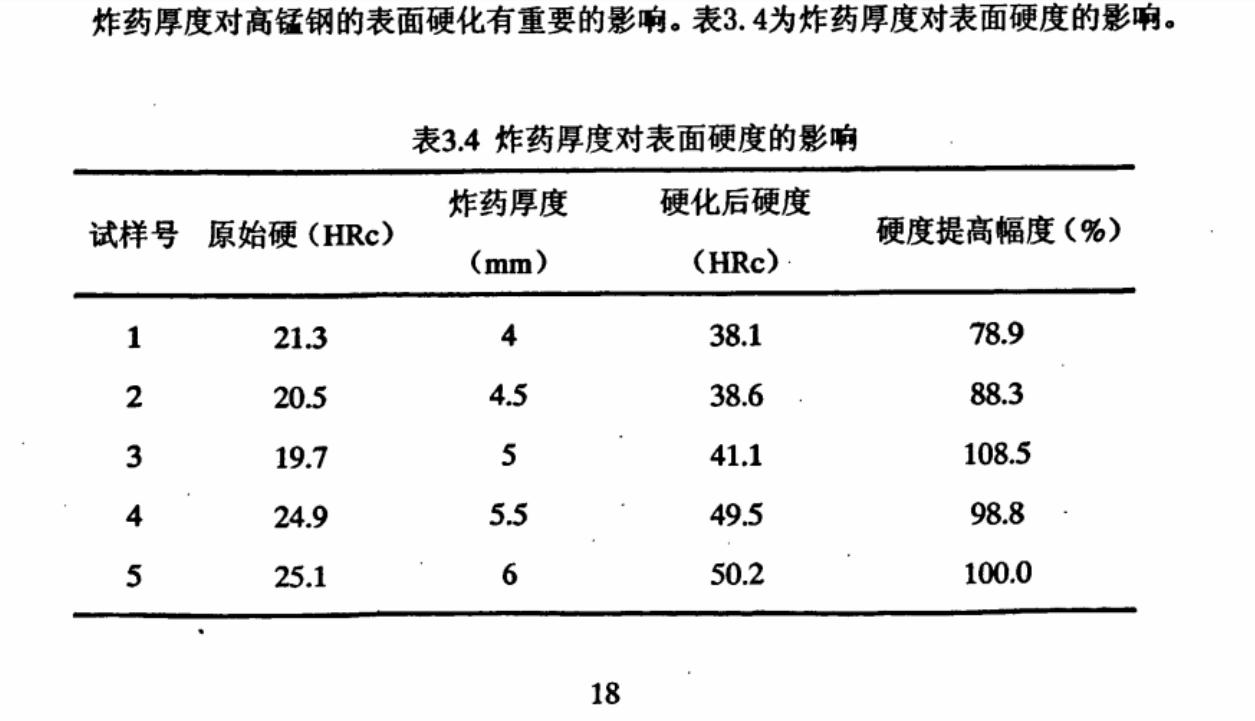 炸药厚度对高锰钢的表面硬化有重要的影响。表3.4为炸药厚度对表面硬度的影响。
表3.4 炸药厚度对表面硬度的影响
试样号 原始硬（HRc） 炸药厚度（mm） 硬化后硬度（HRc） 硬度提高幅度（%）
1 21.3 4 38.1 78.9
2 20.5 4.5 38.6 88.3
3 19.7 5 41.1 108.5
4 24.9 5.5 49.5 98.8
5 25.1 6 50.2 100.0
18